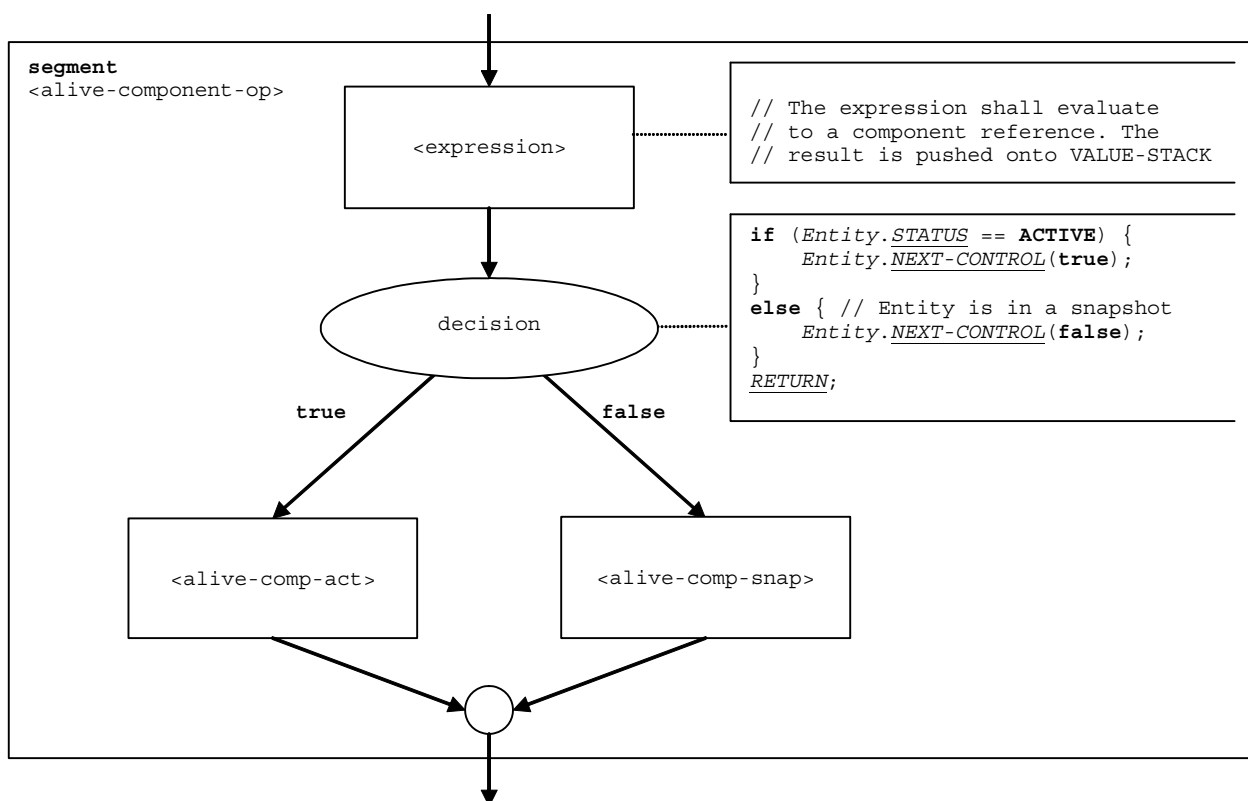 segment
<alive-component-op>
<expression>
// The expression shall evaluate
// to a component reference. The
// result is pushed onto VALUE-STACK
decision
if (Entity.STATUS == ACTIVE) {
    Entity.NEXT-CONTROL(true);
}
else { // Entity is in a snapshot
    Entity.NEXT-CONTROL(false);
}
RETURN;
true
false
<alive-comp-act>
<alive-comp-snap>